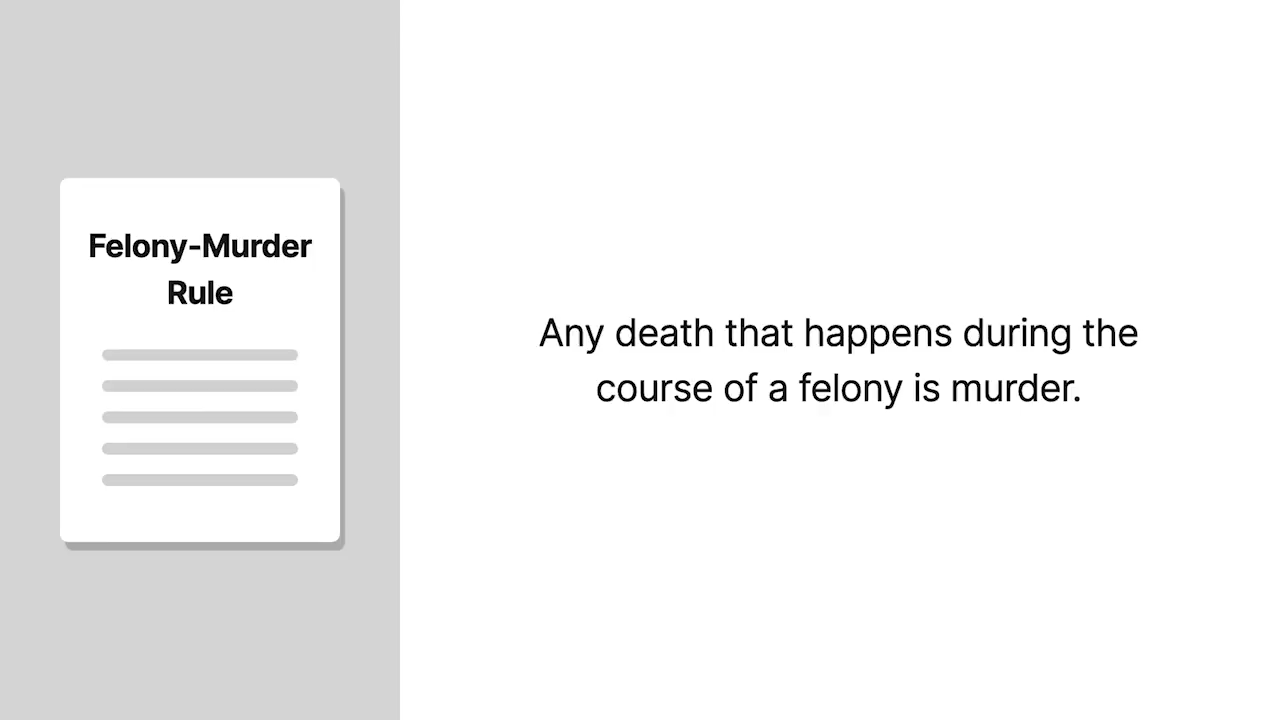 Felony-Murder
Rule
Any death that happens during the
course of a felony is murder.